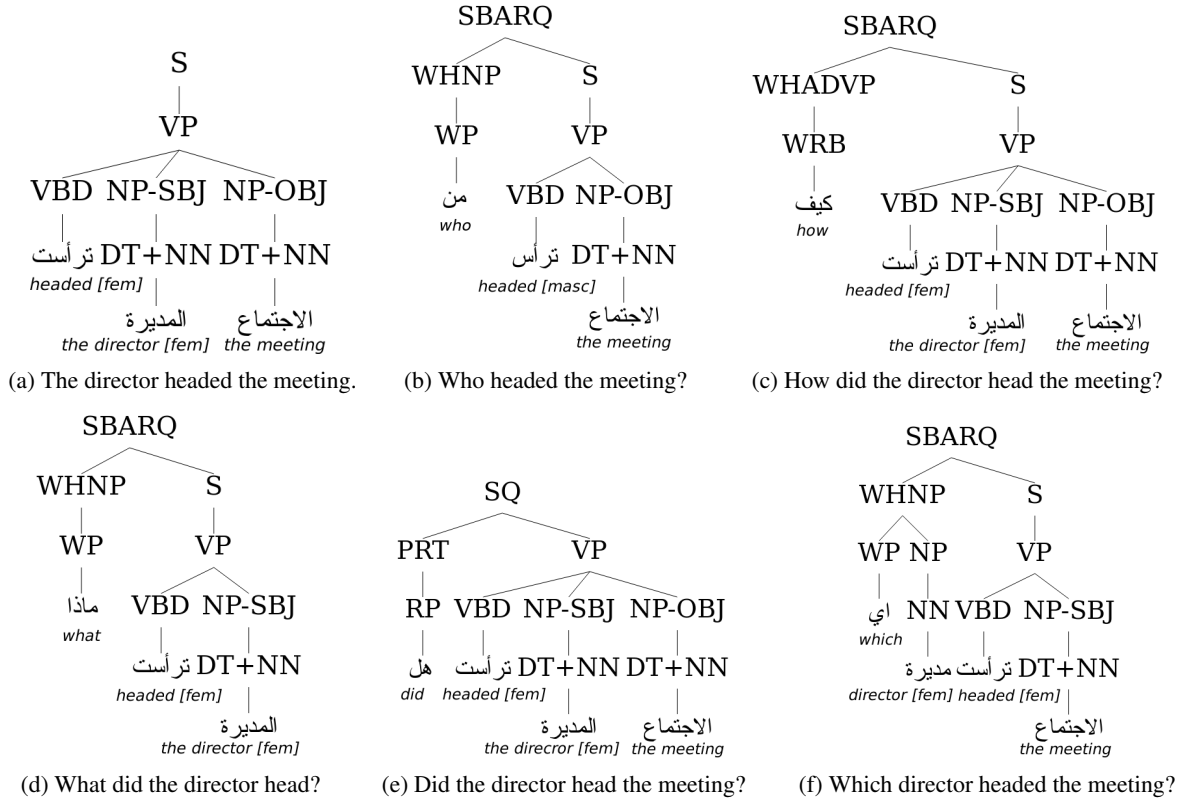 S
VP
VBD NP-SBJ NP-OBJ
ترأست DT+NN DT+NN
headed [fem]
المديرة الاجتماع
the director [fem] the meeting
(a) The director headed the meeting.
SBARQ
WHNP S
WP VP
من VBD NP-OBJ
who
ترأس DT+NN
headed [masc]
الاجتماع
the meeting
(b) Who headed the meeting?
SBARQ
WHADVP S
WRB VP
كيف VBD NP-SBJ NP-OBJ
how
ترأست DT+NN DT+NN
headed [fem]
المديرة الاجتماع
the director [fem] the meeting
(c) How did the director head the meeting?
SBARQ
WHNP S
WP VP
ماذا VBD NP-SBJ
what
ترأست DT+NN
headed [fem]
المديرة
the director [fem]
(d) What did the director head?
SQ
PRT VP
RP VBD NP-SBJ NP-OBJ
هل ترأست DT+NN DT+NN
did headed [fem]
المديرة الاجتماع
the direcror [fem] the meeting
(e) Did the director head the meeting?
SBARQ
WHNP S
WP NP VP
اي NN VBD NP-SBJ
which
مديرة ترأست DT+NN
director [fem] headed [fem]
الاجتماع
the meeting
(f) Which director headed the meeting?